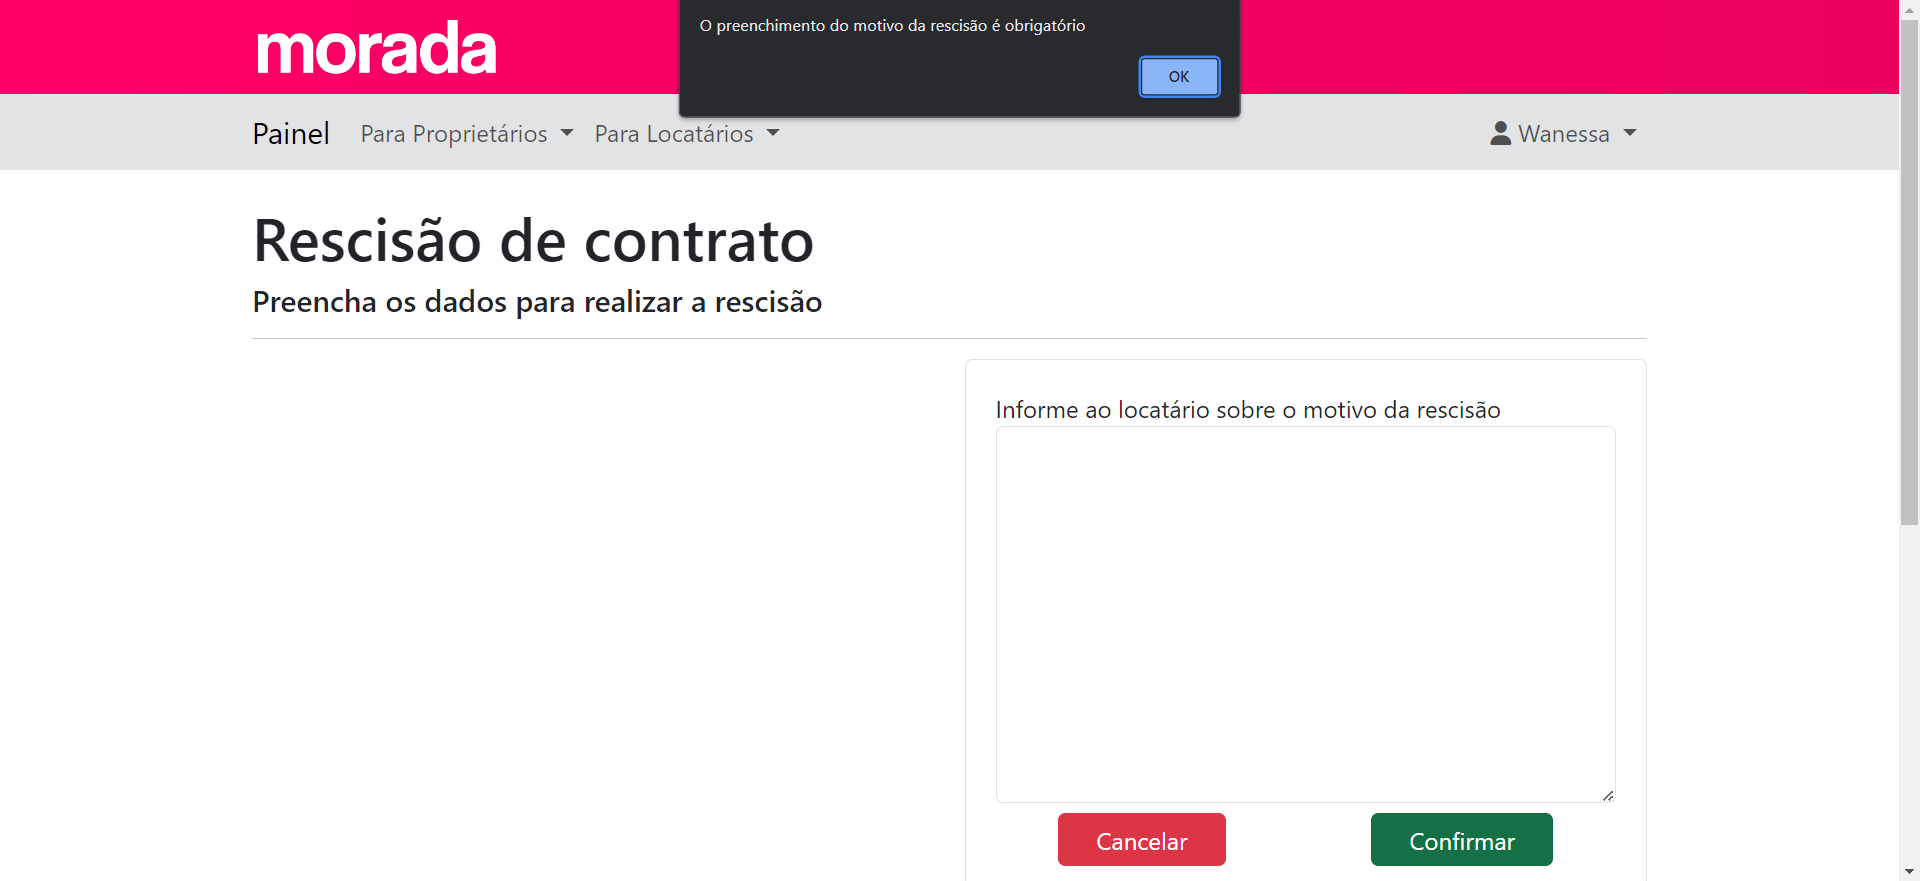 morada
O preenchimento do motivo da rescisão é obrigatório
OK
Painel Para Proprietários Para Locatários Wanessa
Rescisão de contrato
Preencha os dados para realizar a rescisão
Informe ao locatário sobre o motivo da rescisão
Cancelar Confirmar